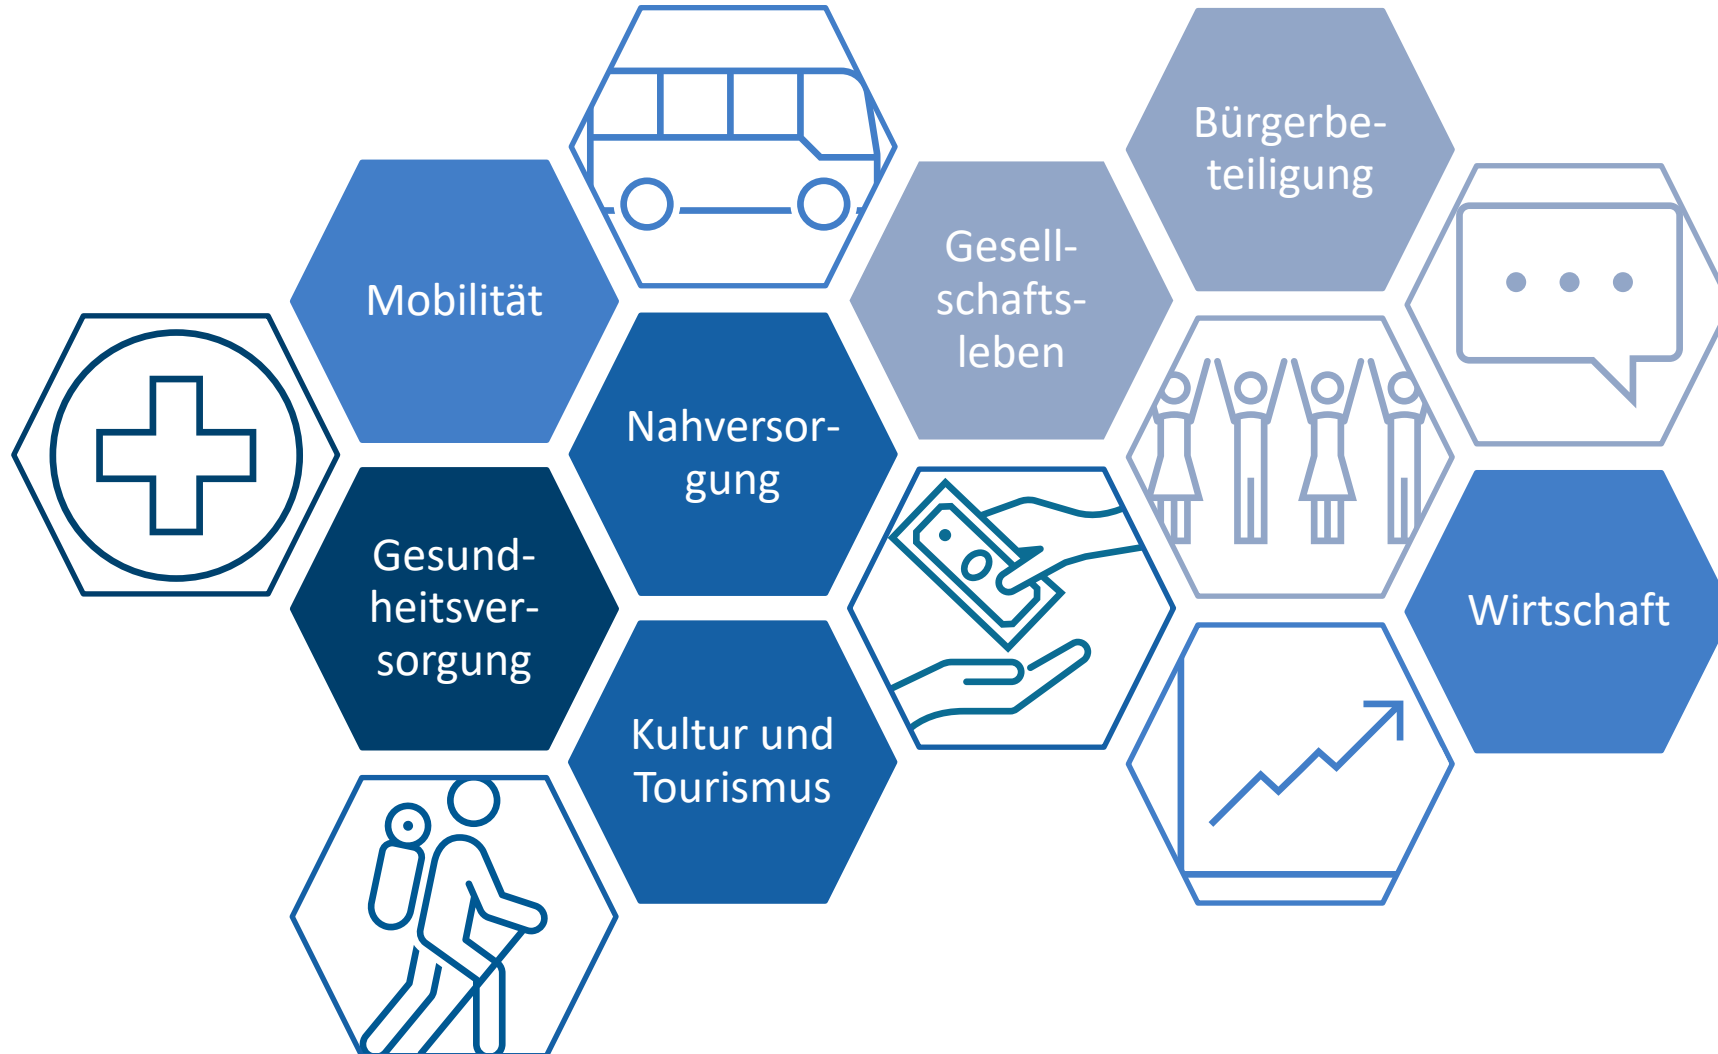 Bürgerbe-
teiligung
Mobilität
Gesell-
schafts-
leben
Nahversor-
gung
Gesund-
heitsver-
sorgung
Wirtschaft
Kultur und
Tourismus